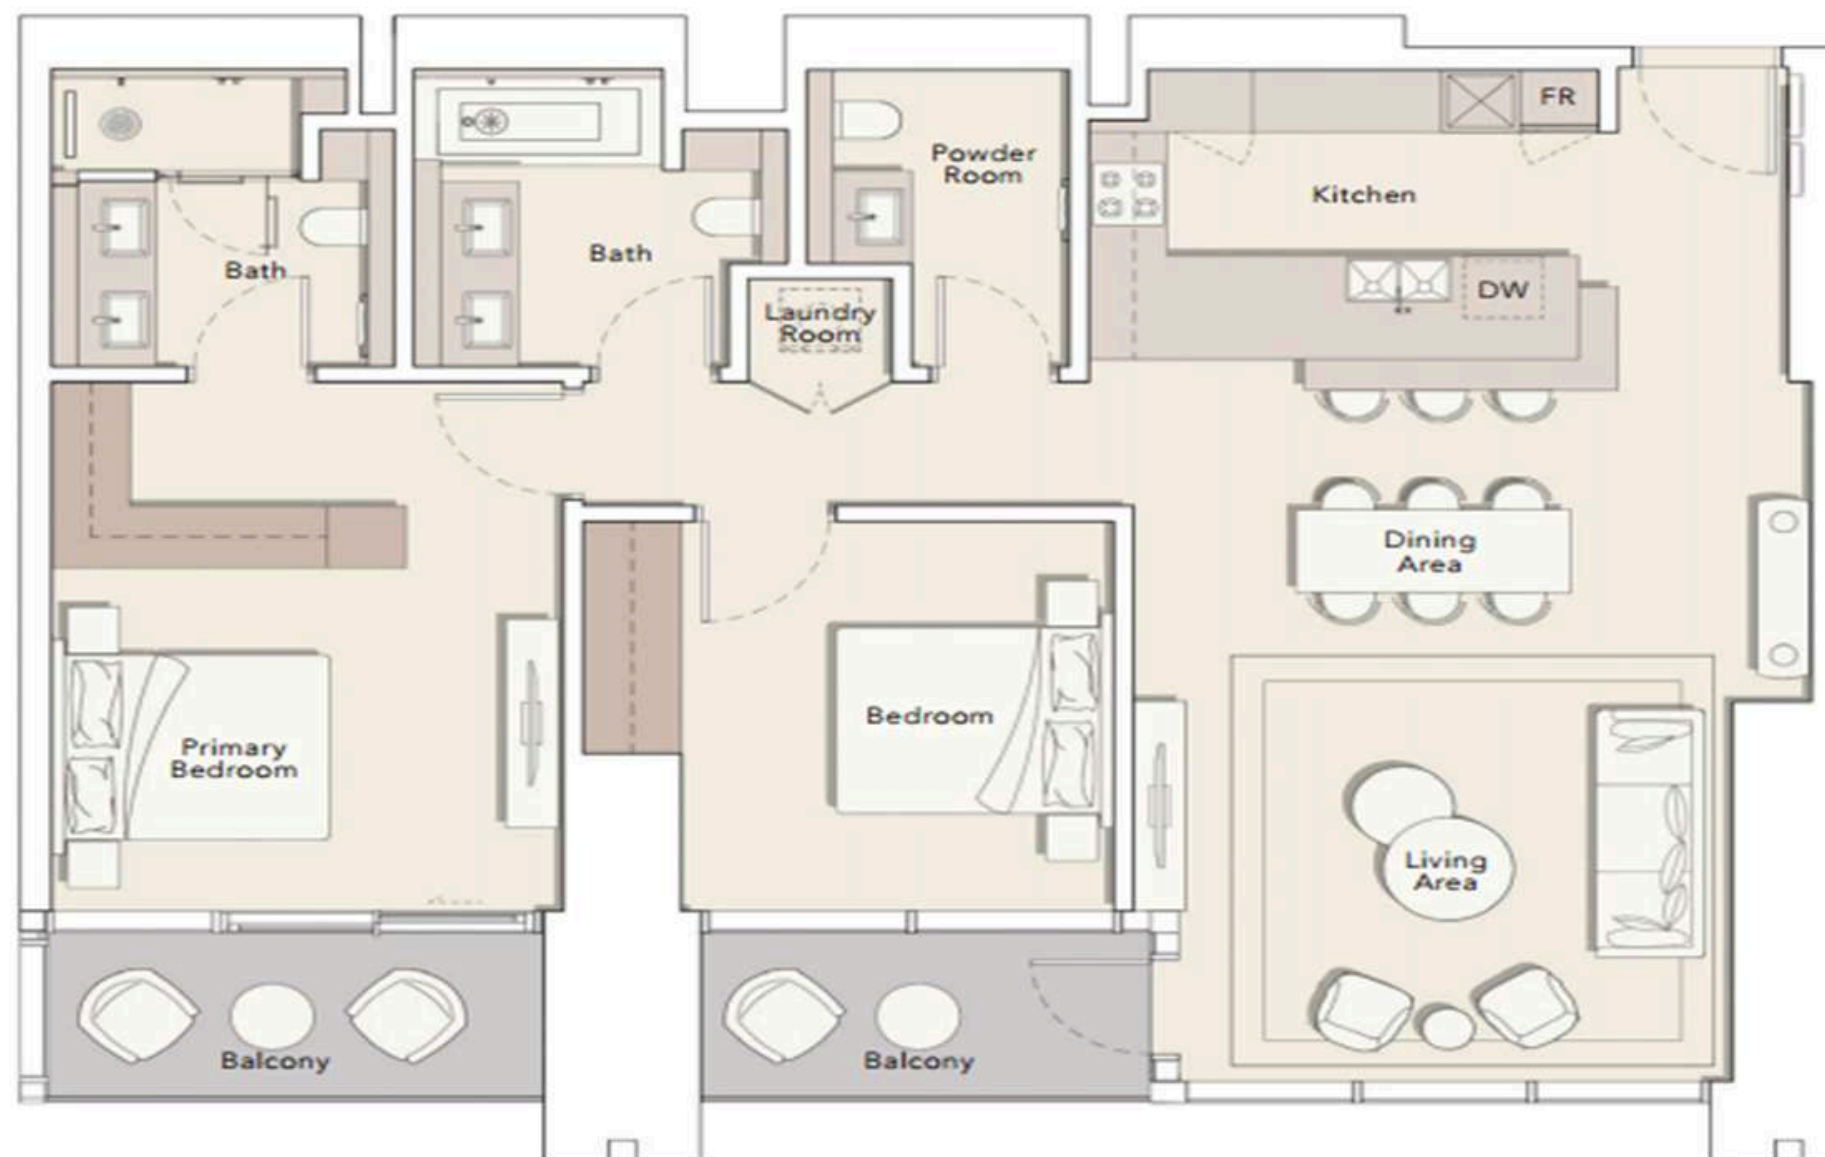 FR
Powder
Room
Kitchen
Bath
Bath
DW
Laundry
Room
Dining
Area
Bedroom
Primary
Bedroom
Living
Area
Balcony
Balcony